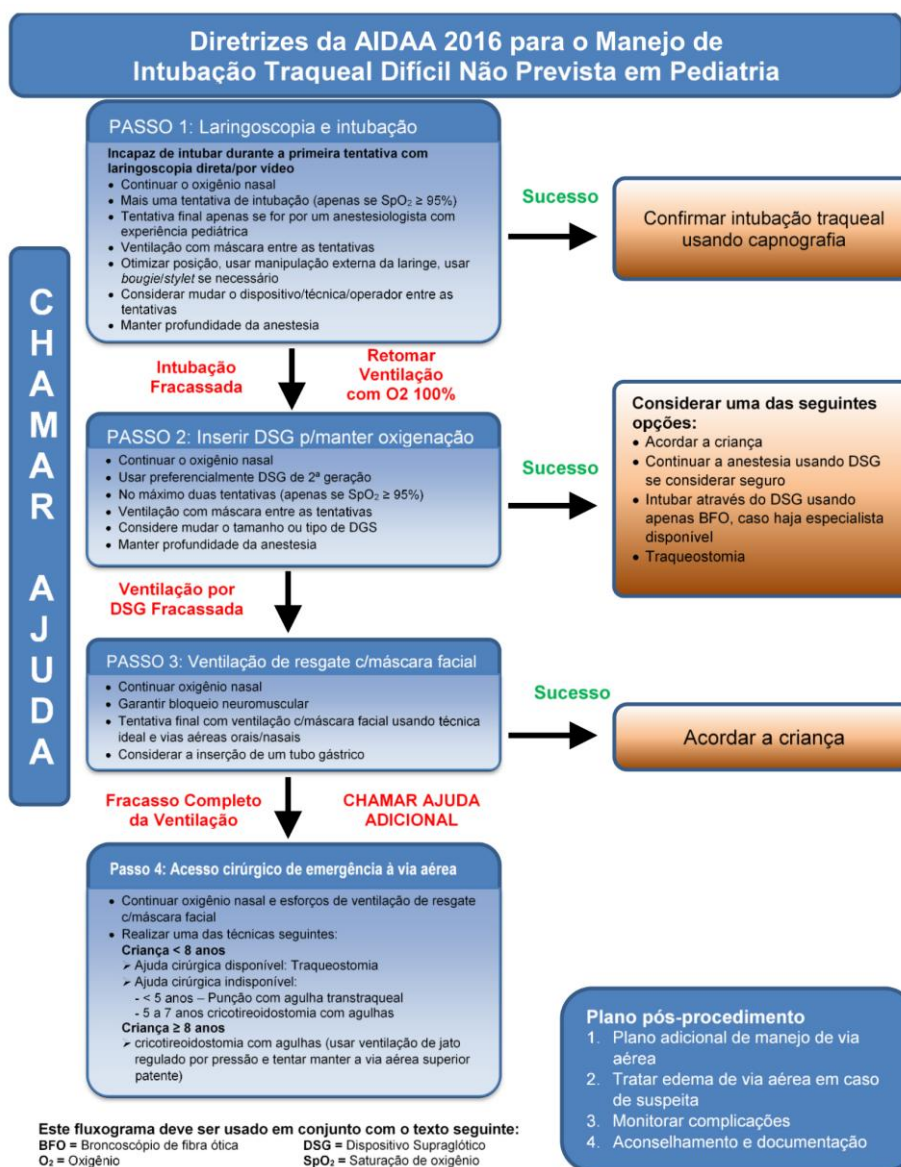 Diretrizes da AIDAA 2016 para o Manejo de
Intubação Traqueal Difícil Não Prevista em Pediatria
CHAMAR AJUDA
PASSO 1: Laringoscopia e intubação
Incapaz de intubar durante a primeira tentativa com
laringoscopia direta/por vídeo
• Continuar o oxigênio nasal
• Mais uma tentativa de intubação (apenas se SpO₂ ≥ 95%)
• Tentativa final apenas se for por um anestesiologista com
experiência pediátrica
• Ventilação com máscara entre as tentativas
• Otimizar posição, usar manipulação externa da laringe, usar
bougie/stylet se necessário
• Considerar mudar o dispositivo/técnica/operador entre as
tentativas
• Manter profundidade da anestesia
Sucesso
Confirmar intubação traqueal
usando capnografia
Intubação
Fracassada
Retomar
Ventilação
com O2 100%
PASSO 2: Inserir DSG p/manter oxigenação
• Continuar o oxigênio nasal
• Usar preferencialmente DSG de 2ª geração
• No máximo duas tentativas (apenas se SpO₂ ≥ 95%)
• Ventilação com máscara entre as tentativas
• Considere mudar o tamanho ou tipo de DGS
• Manter profundidade da anestesia
Sucesso
Considerar uma das seguintes
opções:
• Acordar a criança
• Continuar a anestesia usando DSG
se considerar seguro
• Intubar através do DSG usando
apenas BFO, caso haja especialista
disponível
• Traqueostomia
Ventilação por
DSG Fracassada
PASSO 3: Ventilação de resgate c/máscara facial
• Continuar oxigênio nasal
• Garantir bloqueio neuromuscular
• Tentativa final com ventilação c/máscara facial usando técnica
ideal e vias aéreas orais/nasais
• Considerar a inserção de um tubo gástrico
Sucesso
Acordar a criança
Fracasso Completo
da Ventilação
CHAMAR AJUDA
ADICIONAL
Passo 4: Acesso cirúrgico de emergência à via aérea
• Continuar oxigênio nasal e esforços de ventilação de resgate
c/máscara facial
• Realizar uma das técnicas seguintes:
Criança < 8 anos
➢ Ajuda cirúrgica disponível: Traqueostomia
➢ Ajuda cirúrgica indisponível:
- < 5 anos – Punção com agulha transtraqueal
- 5 a 7 anos cricotireoidostomia com agulhas
Criança ≥ 8 anos
➢ cricotireoidostomia com agulhas (usar ventilação de jato
regulado por pressão e tentar manter a via aérea superior
patente)
Plano pós-procedimento
1. Plano adicional de manejo de via
aérea
2. Tratar edema de via aérea em caso
de suspeita
3. Monitorar complicações
4. Aconselhamento e documentação
Este fluxograma deve ser usado em conjunto com o texto seguinte:
BFO = Broncoscópio de fibra ótica DSG = Dispositivo Supraglótico
O₂ = Oxigênio SpO₂ = Saturação de oxigênio